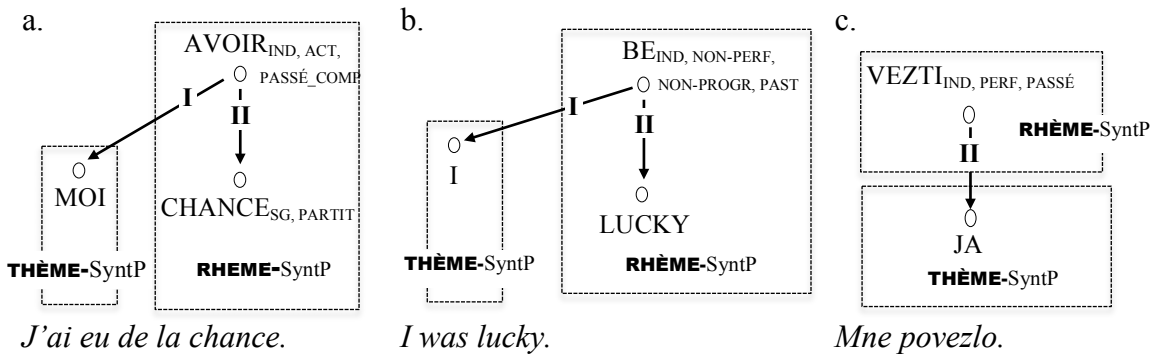 a.
AVOIR IND, ACT,
PASSÉ_COMP
I
II
MOI
CHANCE SG, PARTIT
THÈME-SyntP
RHEME-SyntP
J’ai eu de la chance.
b.
BE IND, NON-PERF,
NON-PROGR, PAST
I
II
I
LUCKY
THÈME-SyntP
RHÈME-SyntP
I was lucky.
c.
VEZTI IND, PERF, PASSÉ
RHÈME-SyntP
II
JA
THÈME-SyntP
Mne povezlo.